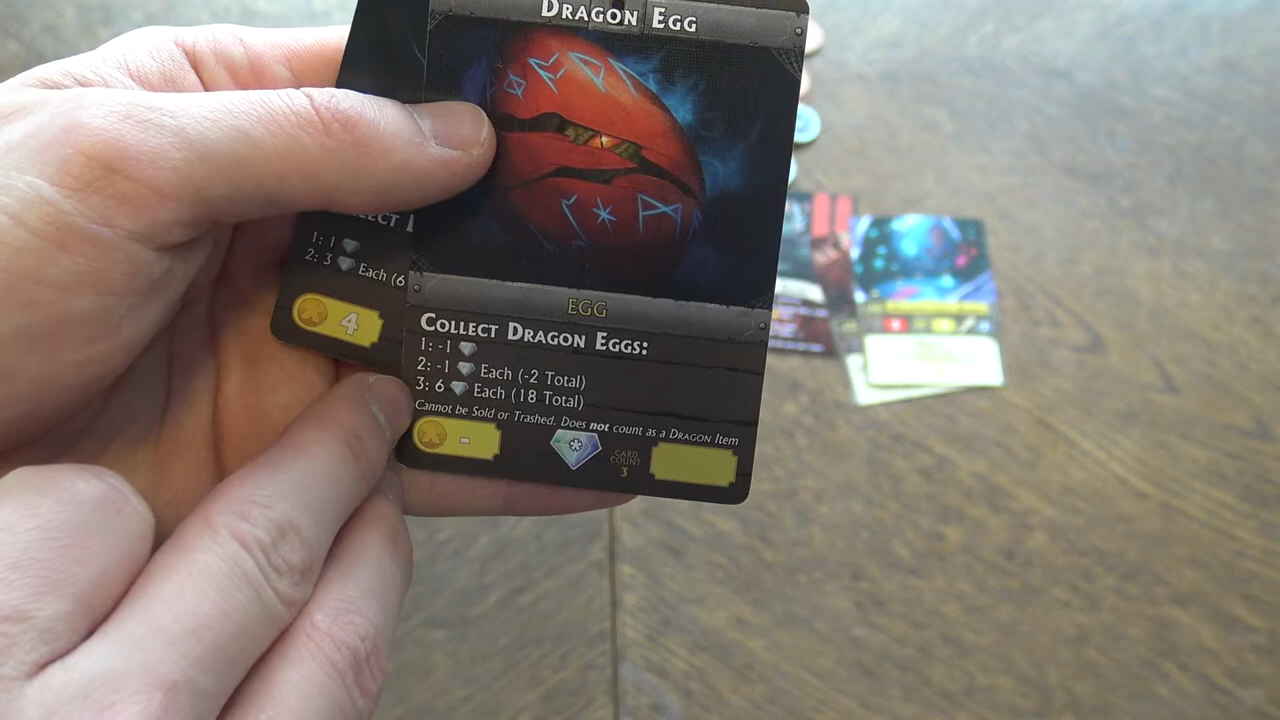 DRAGON EGG
EGG
COLLECT DRAGON EGGS:
1: -1
2: -1 Each (-2 Total)
3: 6 Each (18 Total)
Cannot be Sold or Trashed. Does not count as a DRAGON Item
-
CARD
COUNT
3
1: 1
2: 3 Each (6
4